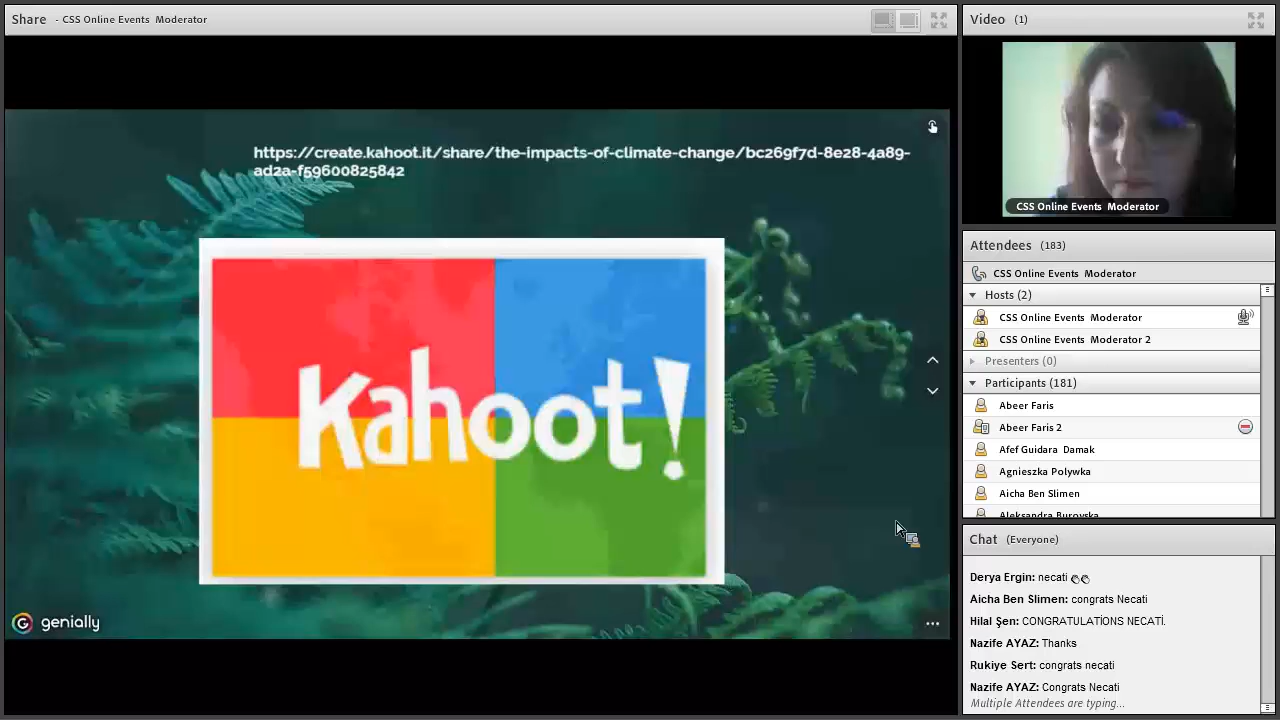 Share - CSS Online Events Moderator
https://create.kahoot.it/share/the-impacts-of-climate-change/bc269f7d-8e28-4a89-
ad2a-f59600825842
Kahoot!
genially
Video (1)
CSS Online Events Moderator
Attendees (183)
CSS Online Events Moderator
Hosts (2)
CSS Online Events Moderator
CSS Online Events Moderator 2
Presenters (0)
Participants (181)
Abeer Faris
Abeer Faris 2
Afef Guidara Damak
Agnieszka Polywka
Aicha Ben Slimen
Aleksandra Burovska
Chat (Everyone)
Derya Ergin: necati
Aicha Ben Slimen: congrats Necati
Hilal Şen: CONGRATULATİONS NECATİ.
Nazife AYAZ: Thanks
Rukiye Sert: congrats necati
Nazife AYAZ: Congrats Necati
Multiple Attendees are typing...